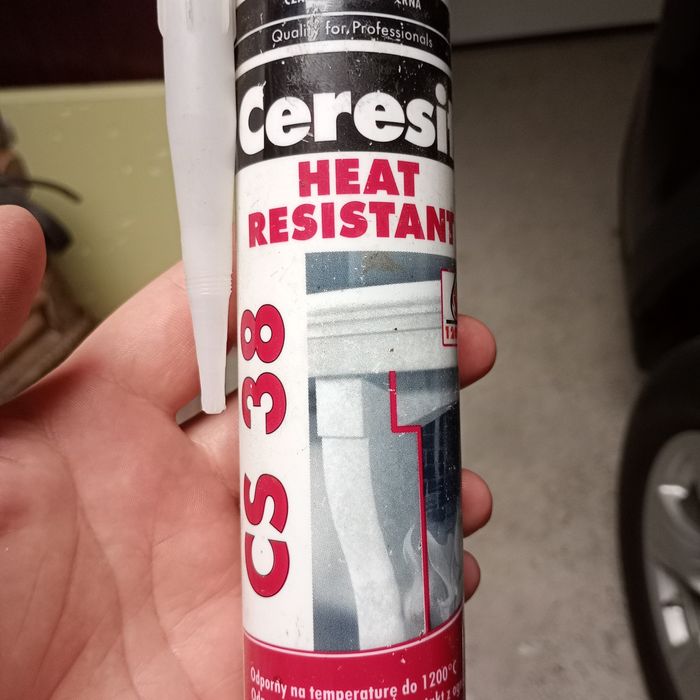 Quality for Professionals
Ceresit
HEAT
RESISTANT
CS 38
Odporny na temperaturę do 1200°C